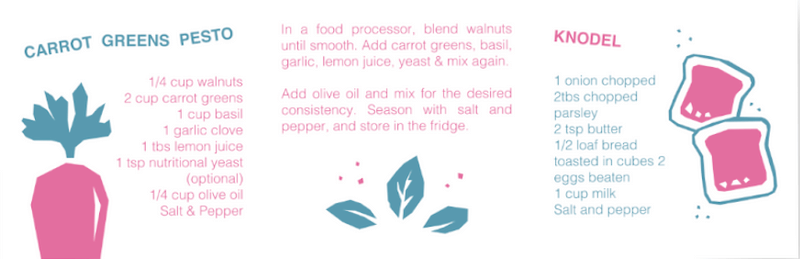 CARROT GREENS PESTO
1/4 cup walnuts
2 cup carrot greens
1 cup basil
1 garlic clove
1 tbs lemon juice
1 tsp nutritional yeast
(optional)
1/4 cup olive oil
Salt & Pepper
In a food processor, blend walnuts
until smooth. Add carrot greens, basil,
garlic, lemon juice, yeast & mix again.
Add olive oil and mix for the desired
consistency. Season with salt and
pepper, and store in the fridge.
KNODEL
1 onion chopped
2tbs chopped
parsley
2 tsp butter
1/2 loaf bread
toasted in cubes 2
eggs beaten
1 cup milk
Salt and pepper